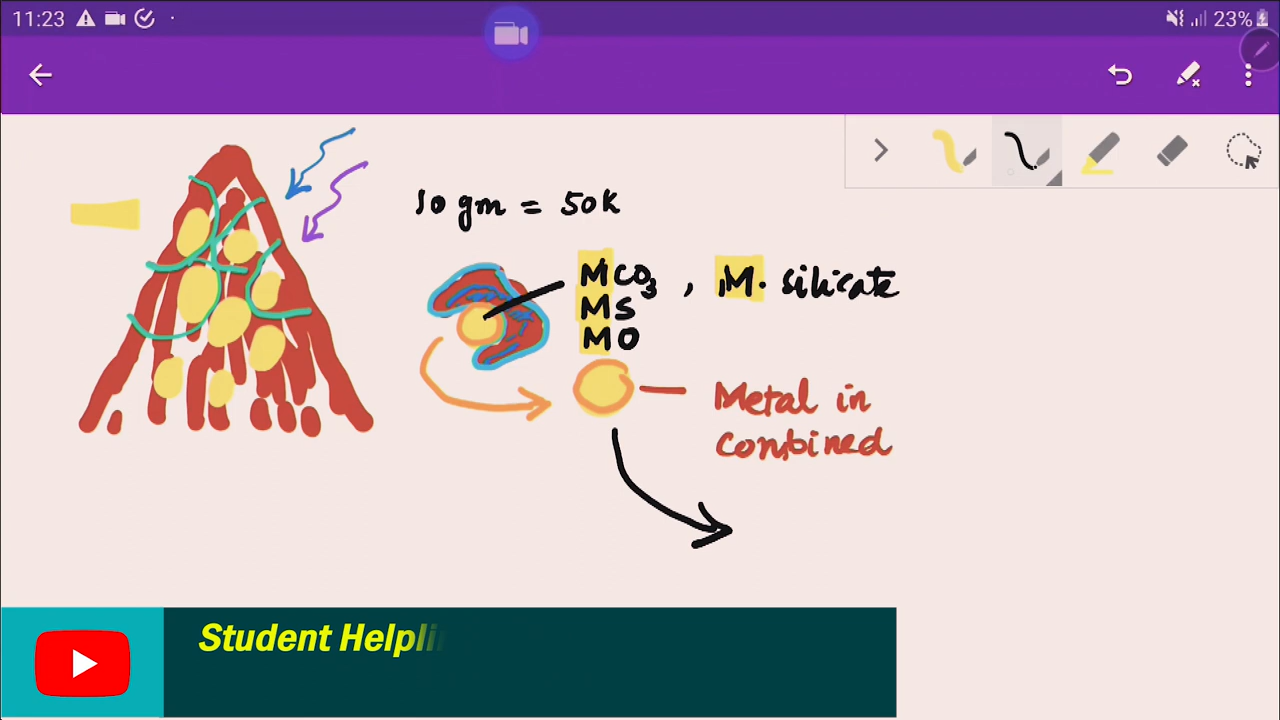 11:23
23%
10 gm = 50K
MCO3 , M. silicate
MS
MO
Metal in
combined
Student Helpli